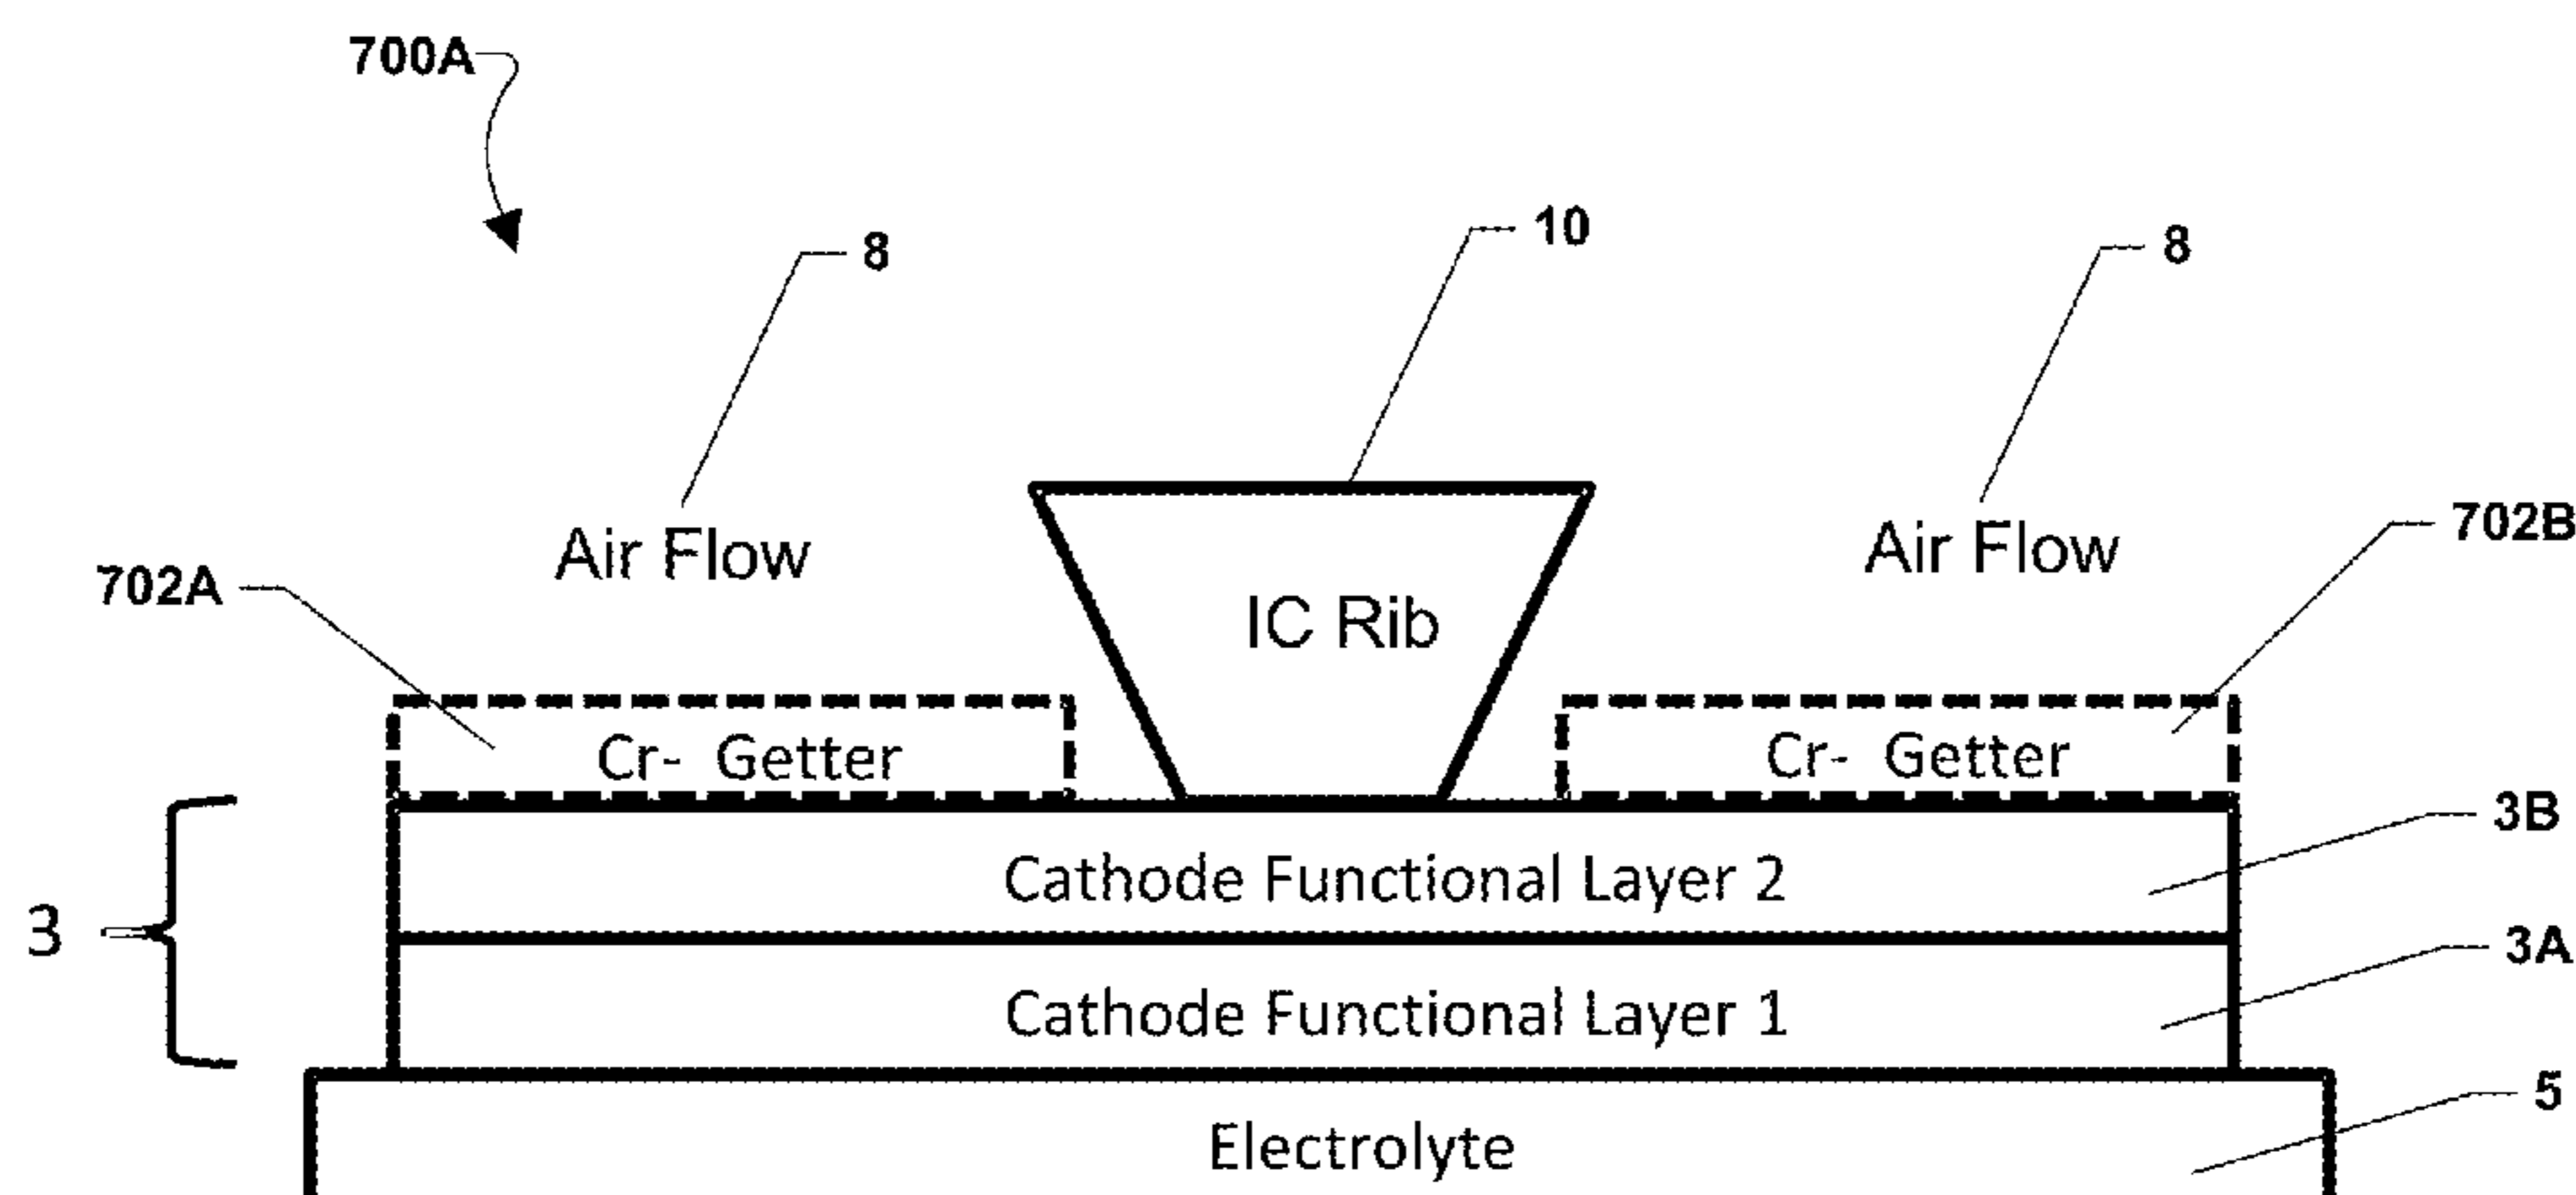 700A
8
10
8
Air Flow
Air Flow
702B
702A
IC Rib
Cr- Getter
Cr- Getter
3B
Cathode Functional Layer 2
3
3A
Cathode Functional Layer 1
5
Electrolyte